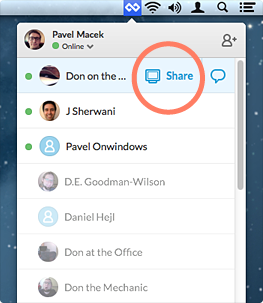 Pavel Macek
Online
Don on the ... Share
J Sherwani
Pavel Onwindows
D.E. Goodman-Wilson
Daniel Hejl
Don at the Office
Don the Mechanic